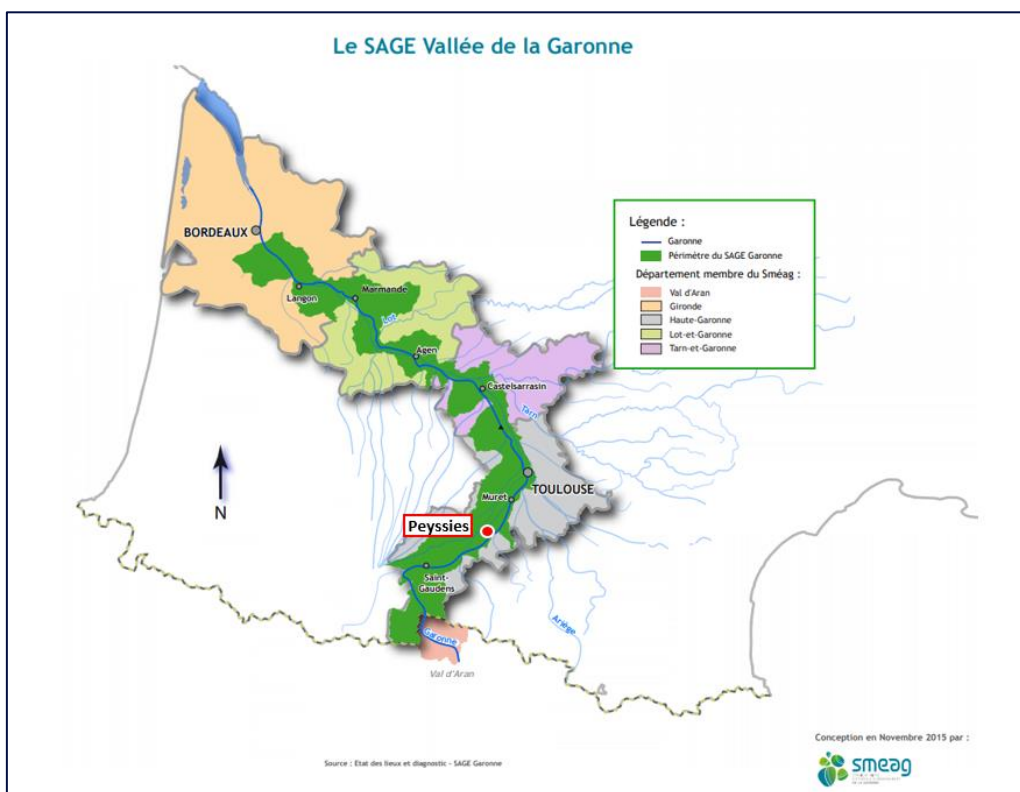 Le SAGE Vallée de la Garonne
BORDEAUX
Langon
Marmande
Lot
Agen
Castelsarrasin
Tarn
TOULOUSE
Muret
Peyssies
Saint-
Gaudens
Ariège
Garonne
Val d'Aran
N
Légende :
Garonne
Périmètre du SAGE Garonne
Département membre du Sméag :
Val d'Aran
Gironde
Haute-Garonne
Lot-et-Garonne
Tarn-et-Garonne
Source : Etat des lieux et diagnostic - SAGE Garonne
Conception en Novembre 2015 par :
smeag